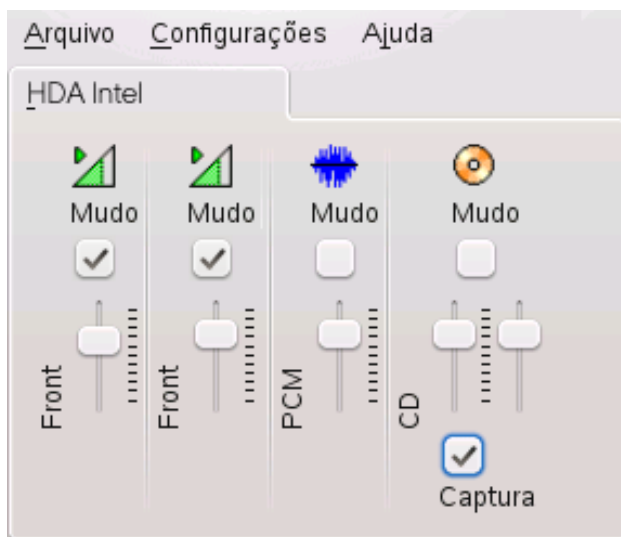 Arquivo Configurações Ajuda
HDA Intel
Mudo Mudo Mudo Mudo
Front Front PCM CD
Captura